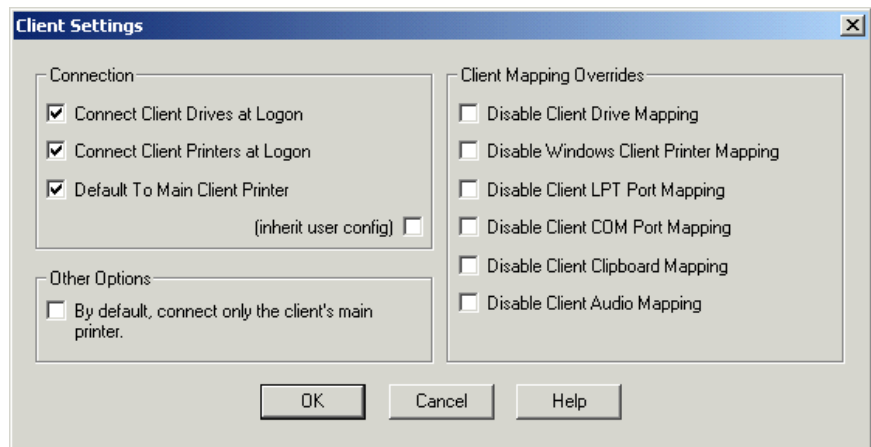 Client Settings
Connection
Connect Client Drives at Logon
Connect Client Printers at Logon
Default To Main Client Printer
(inherit user config)
Other Options
By default, connect only the client's main
printer.
Client Mapping Overrides
Disable Client Drive Mapping
Disable Windows Client Printer Mapping
Disable Client LPT Port Mapping
Disable Client COM Port Mapping
Disable Client Clipboard Mapping
Disable Client Audio Mapping
OK
Cancel
Help